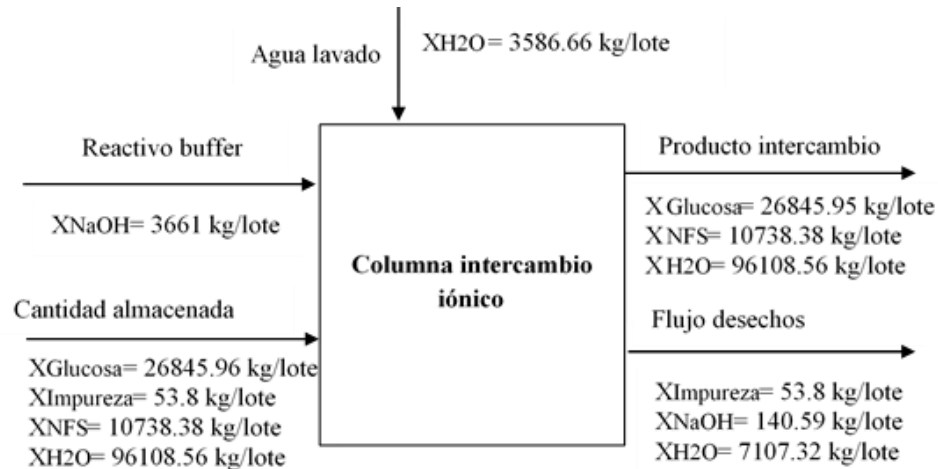 Agua lavado
XH2O= 3586.66 kg/lote
Reactivo buffer
XNaOH= 3661 kg/lote
Cantidad almacenada
XGlucosa= 26845.96 kg/lote
XImpureza= 53.8 kg/lote
XNFS= 10738.38 kg/lote
XH2O= 96108.56 kg/lote
Columna intercambio
iónico
Producto intercambio
X Glucosa= 26845.95 kg/lote
X NFS= 10738.38 kg/lote
X H2O= 96108.56 kg/lote
Flujo desechos
XImpureza= 53.8 kg/lote
XNaOH= 140.59 kg/lote
XH2O= 7107.32 kg/lote